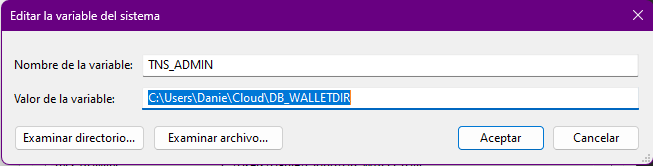 Editar la variable del sistema
Nombre de la variable: TNS_ADMIN
Valor de la variable: C:\Users\Danie\Cloud\DB_WALLETDIR
Examinar directorio... Examinar archivo... Aceptar Cancelar